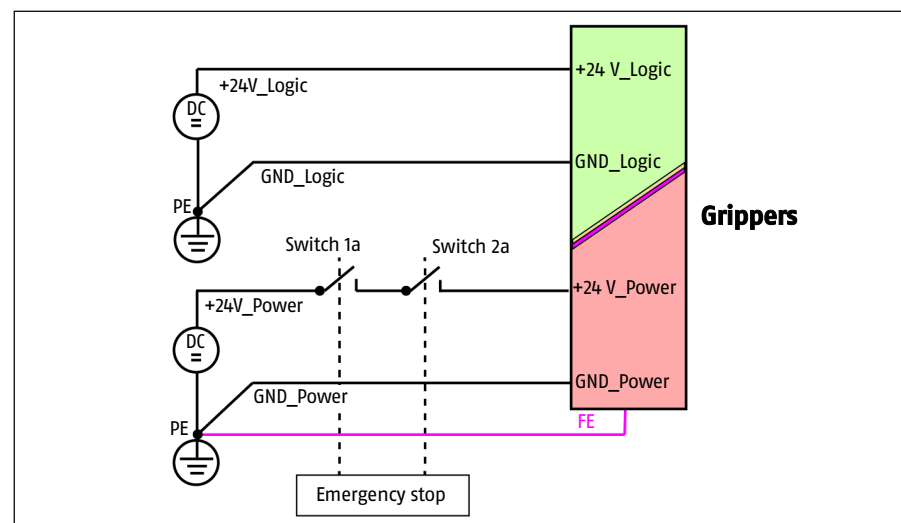 +24V_Logic
+24 V_Logic
DC
=
GND_Logic
GND_Logic
PE
Grippers
Switch 1a
Switch 2a
+24V_Power
+24 V_Power
DC
=
GND_Power
GND_Power
PE
FE
Emergency stop